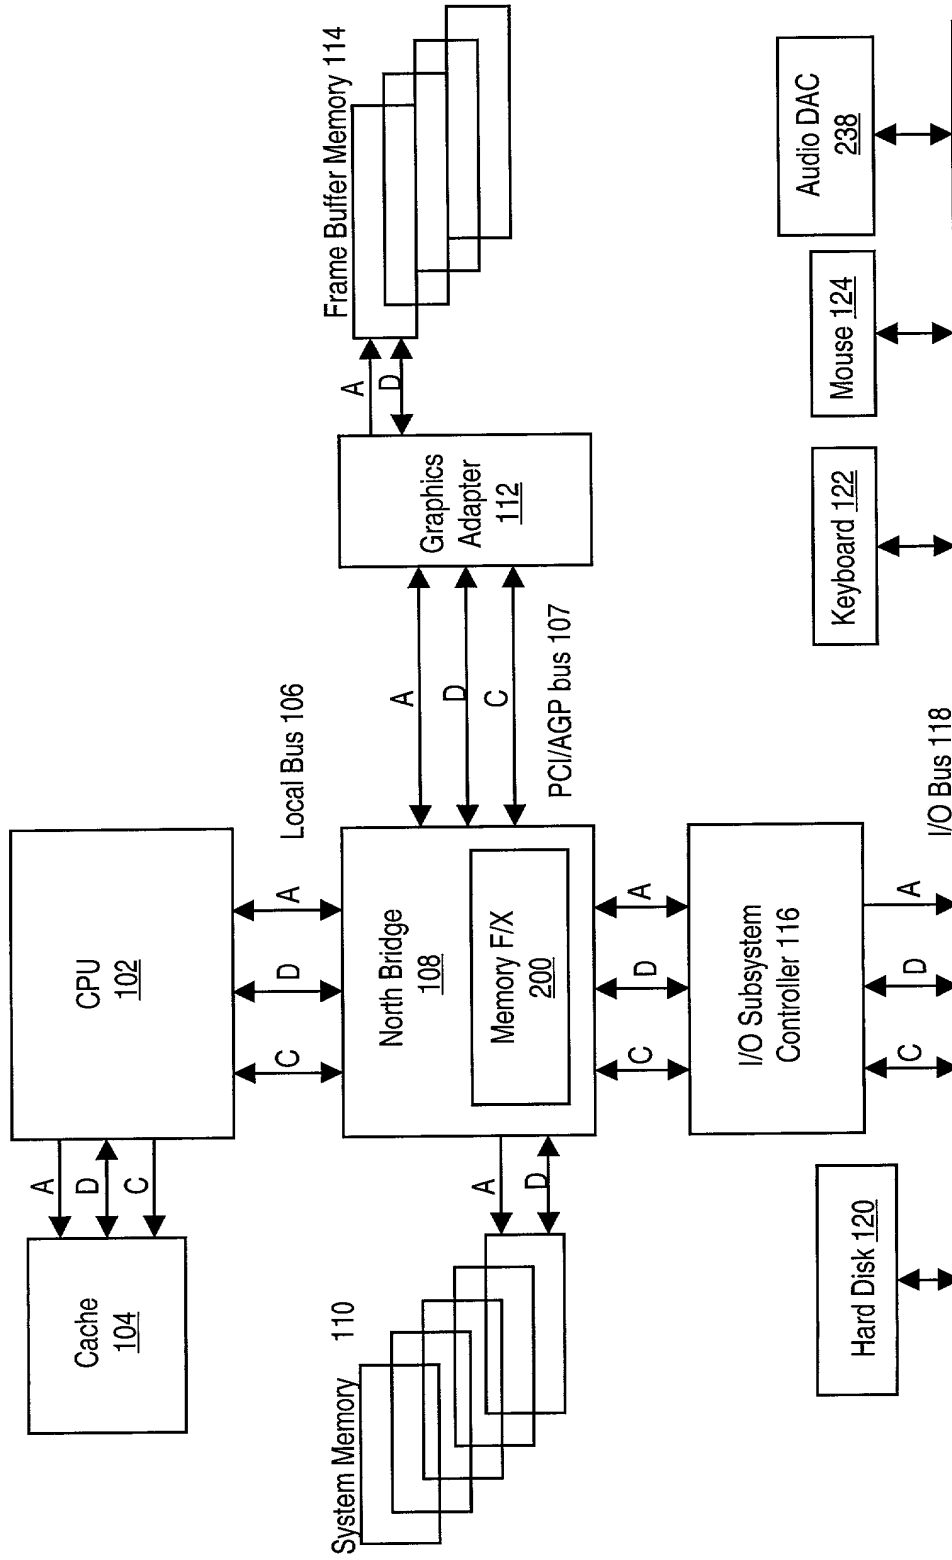 CPU
102
Cache
104
A
D
C
C
D
A
Local Bus 106
System Memory
110
A
D
North Bridge
108
Memory F/X
200
A
D
C
PCI/AGP bus 107
Graphics
Adapter
112
A
D
Frame Buffer Memory 114
C
D
A
I/O Subsystem
Controller 116
C
D
A
I/O Bus 118
Hard Disk 120
Keyboard 122
Mouse 124
Audio DAC
238